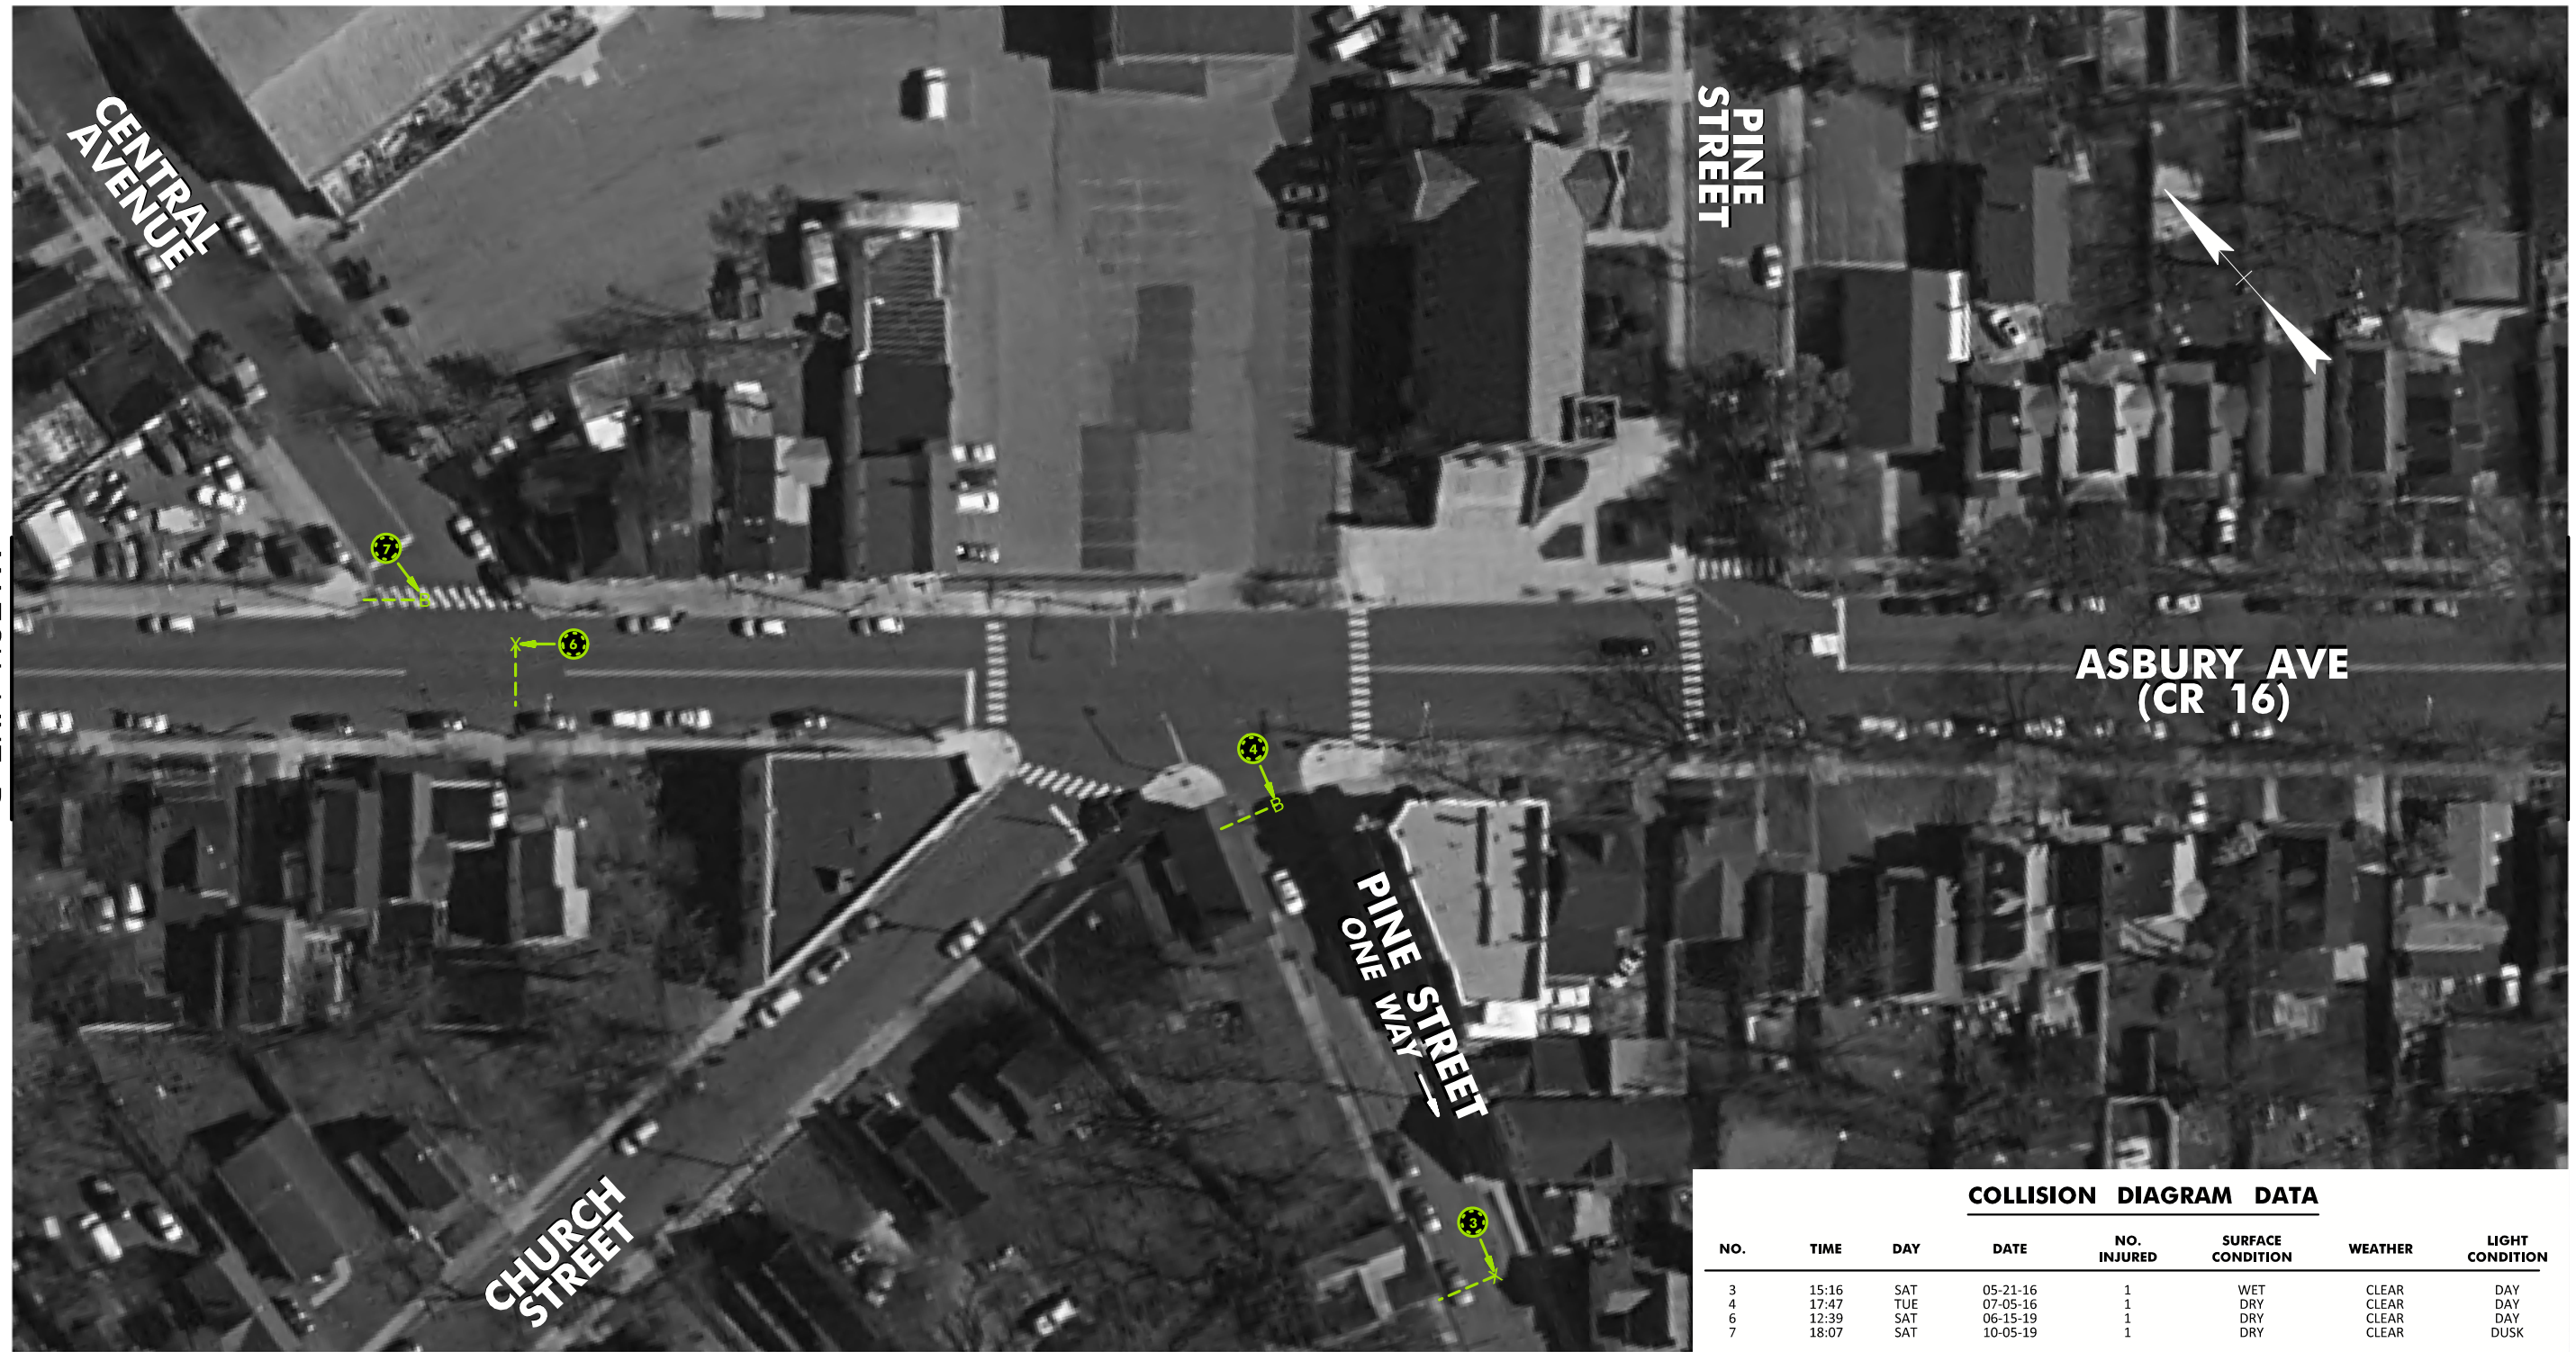 CENTRAL
AVENUE
PINE
STREET
7
6
ASBURY AVE
(CR 16)
4
B
B
X
PINE STREET
ONE WAY
3
X
CHURCH
STREET
COLLISION DIAGRAM DATA
NO. TIME DAY DATE NO. INJURED SURFACE CONDITION WEATHER LIGHT CONDITION
3 15:16 SAT 05-21-16 1 WET CLEAR DAY
4 17:47 TUE 07-05-16 1 DRY CLEAR DAY
6 12:39 SAT 06-15-19 1 DRY CLEAR DAY
7 18:07 SAT 10-05-19 1 DRY CLEAR DUSK